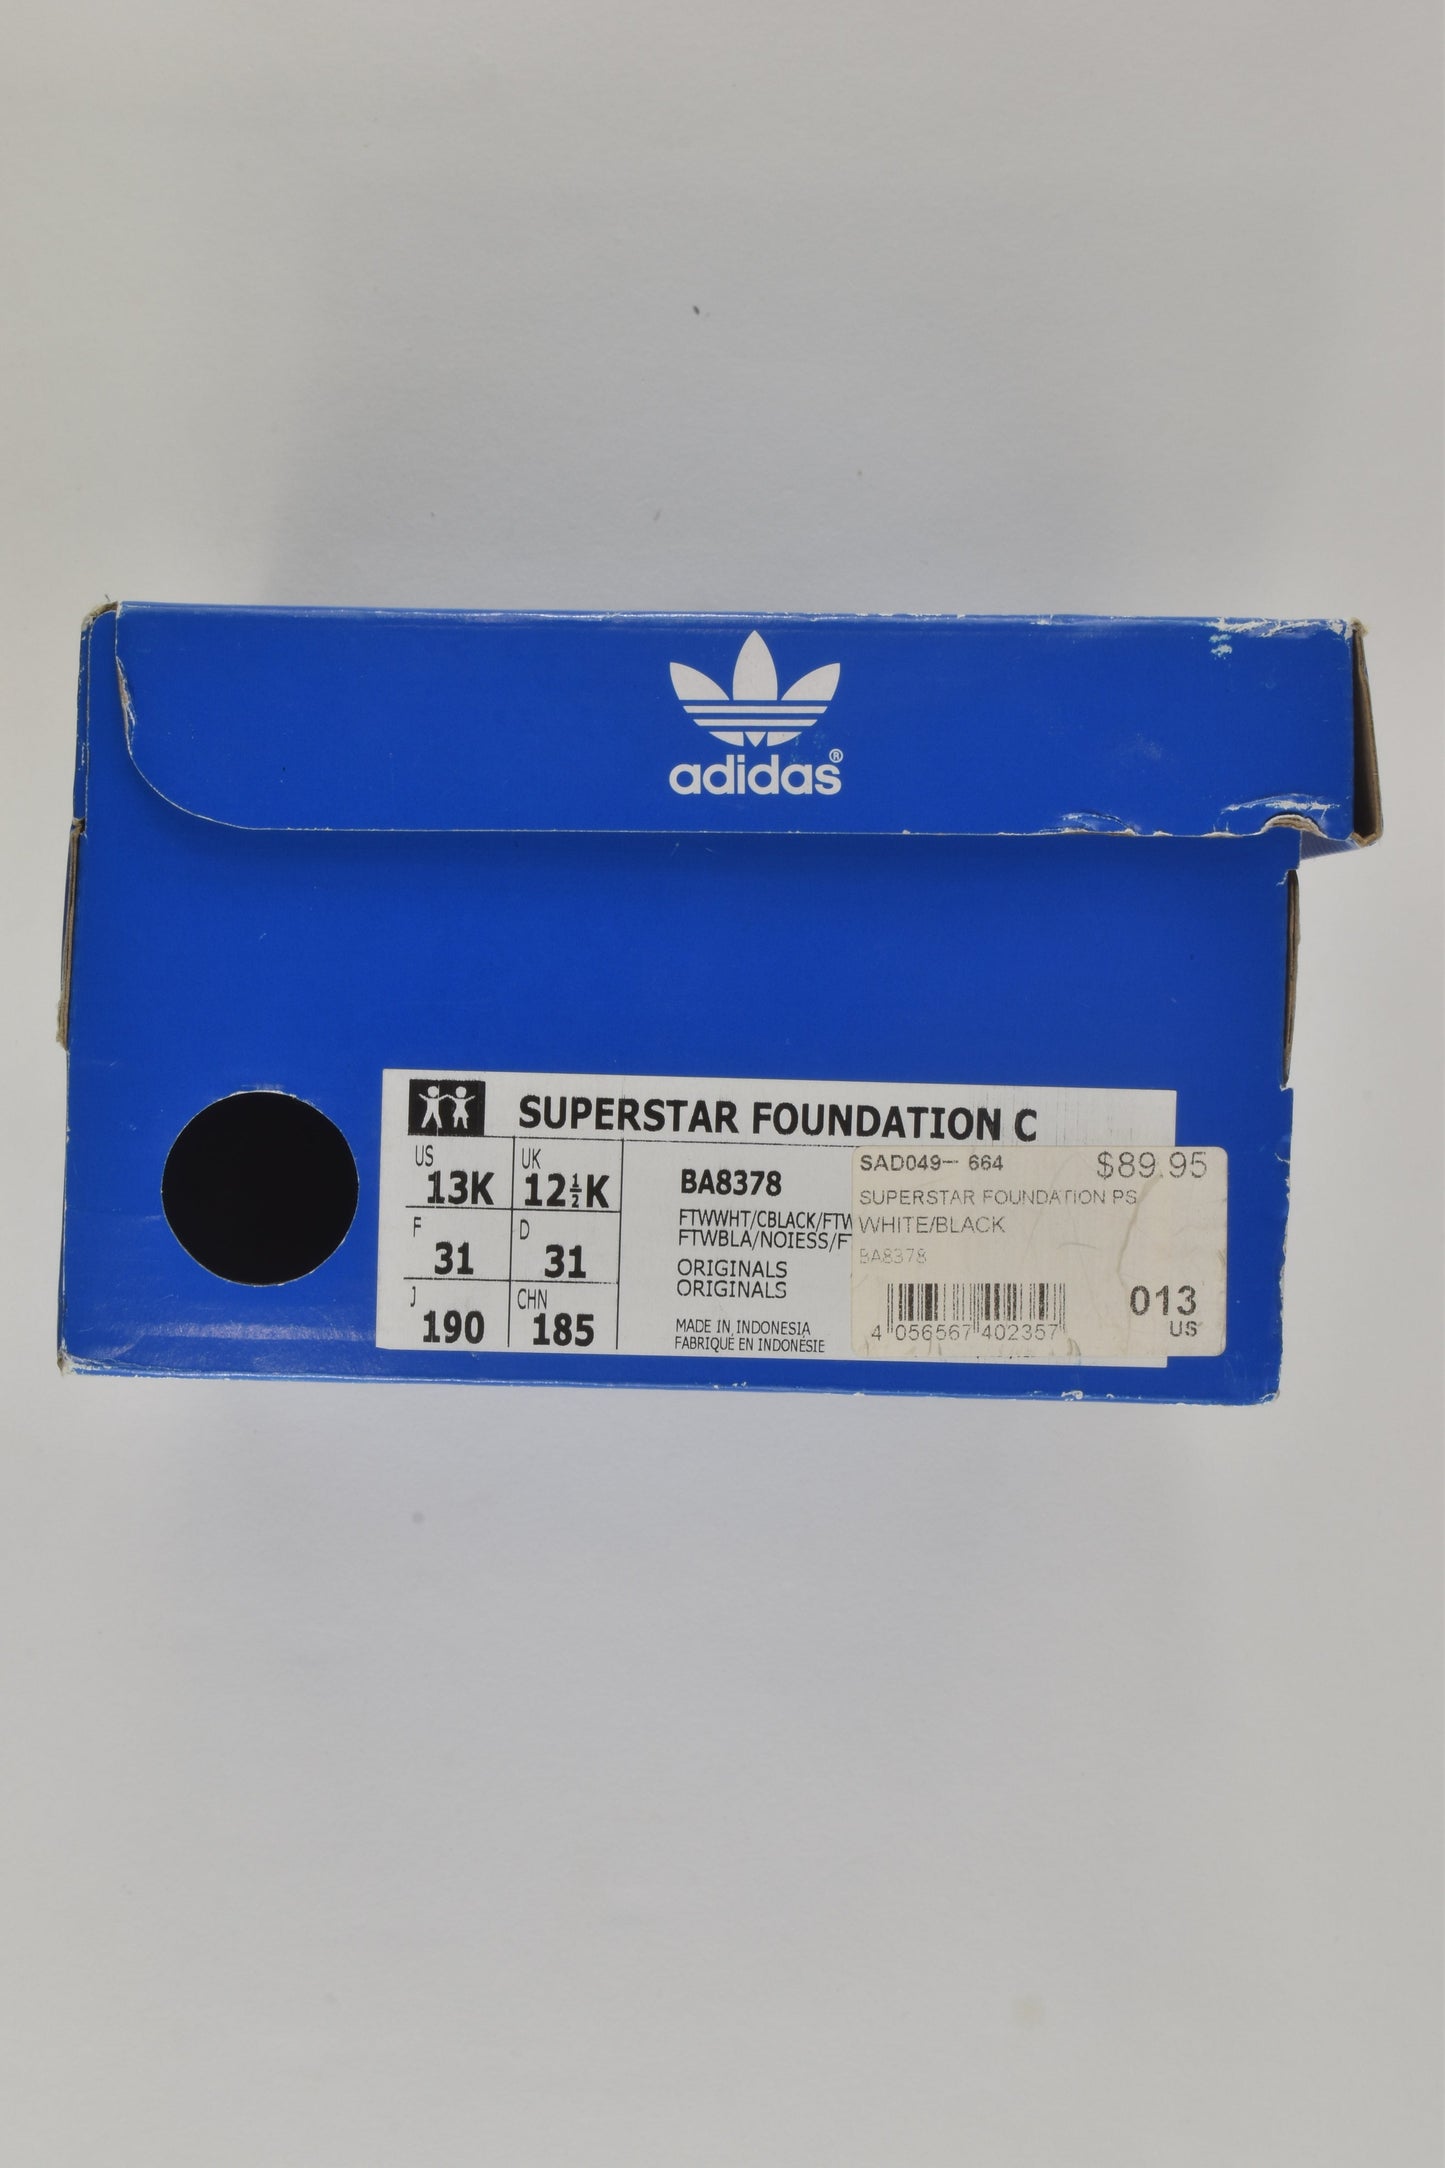 adidas®
SUPERSTAR FOUNDATION C
US 13K
UK 12½K
F 31
D 31
J 190
CHN 185
BA8378
FTWWHT/CBLACK/FTW
FTWBLA/NOIESS/F
ORIGINALS
ORIGINALS
MADE IN INDONESIA
FABRIQUÉ EN INDONÉSIE
SAD049- 664 $89.95
SUPERSTAR FOUNDATION PS
WHITE/BLACK
BA8378
4 056567 402357
013
US